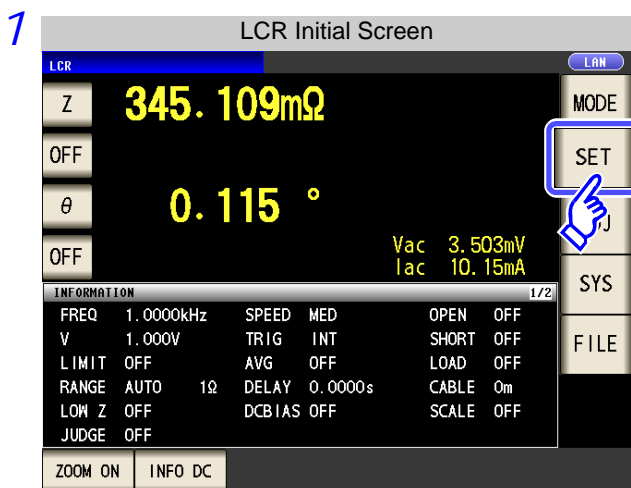 1
LCR Initial Screen
LCR
LAN
Z 345.109mΩ
MODE
OFF
SET
θ 0.115 °
OFF
Vac 3.503mV
Iac 10.15mA
SYS
INFORMATION 1/2
FREQ 1.0000kHz SPEED MED OPEN OFF
V 1.000V TRIG INT SHORT OFF
FILE
LIMIT OFF AVG OFF LOAD OFF
RANGE AUTO 1Ω DELAY 0.0000s CABLE 0m
LOW Z OFF DCBIAS OFF SCALE OFF
JUDGE OFF
ZOOM ON INFO DC